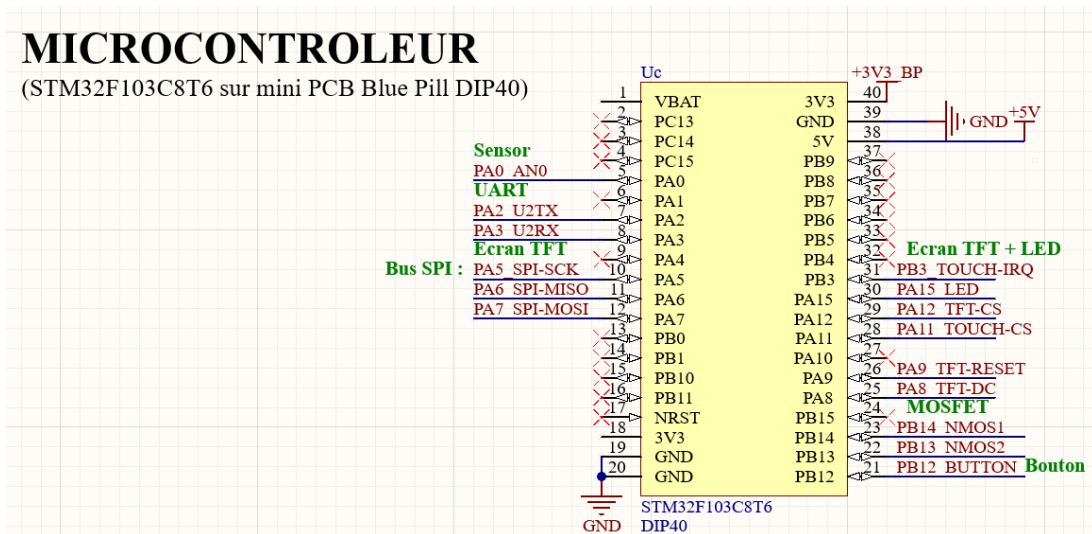 MICROCONTROLEUR
(STM32F103C8T6 sur mini PCB Blue Pill DIP40)
Uc
+3V3_BP
1 VBAT 3V3 40
2 PC13 GND 39 GND +5V
3 PC14 5V 38
4 PC15 PB9 37
Sensor
PA0_AN0 5 PA0 PB8 36
UART
6 PA1 PB7 35
PA2_U2TX 7 PA2 PB6 34
PA3_U2RX 8 PA3 PB5 33
Ecran TFT
9 PA4 PB4 32
Ecran TFT + LED
Bus SPI : PA5_SPI-SCK 10 PA5 PB3 31 PB3_TOUCH-IRQ
PA6_SPI-MISO 11 PA6 PA15 30 PA15_LED
PA7_SPI-MOSI 12 PA7 PA12 29 PA12_TFT-CS
13 PB0 PA11 28 PA11_TOUCH-CS
14 PB1 PA10 27
15 PB10 PA9 26 PA9_TFT-RESET
16 PB11 PA8 25 PA8_TFT-DC
17 NRST PB15 24
MOSFET
18 3V3 PB14 23 PB14_NMOS1
19 GND PB13 22 PB13_NMOS2
20 GND PB12 21 PB12_BUTTON Bouton
GND
STM32F103C8T6
DIP40